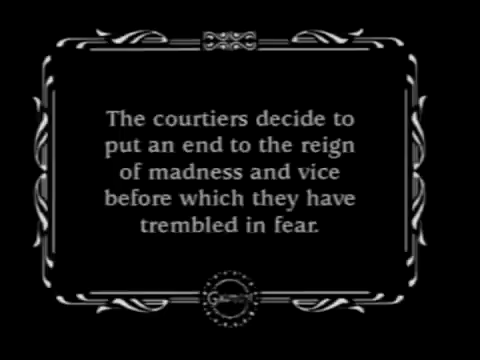 The courtiers decide to
put an end to the reign
of madness and vice
before which they have
trembled in fear.